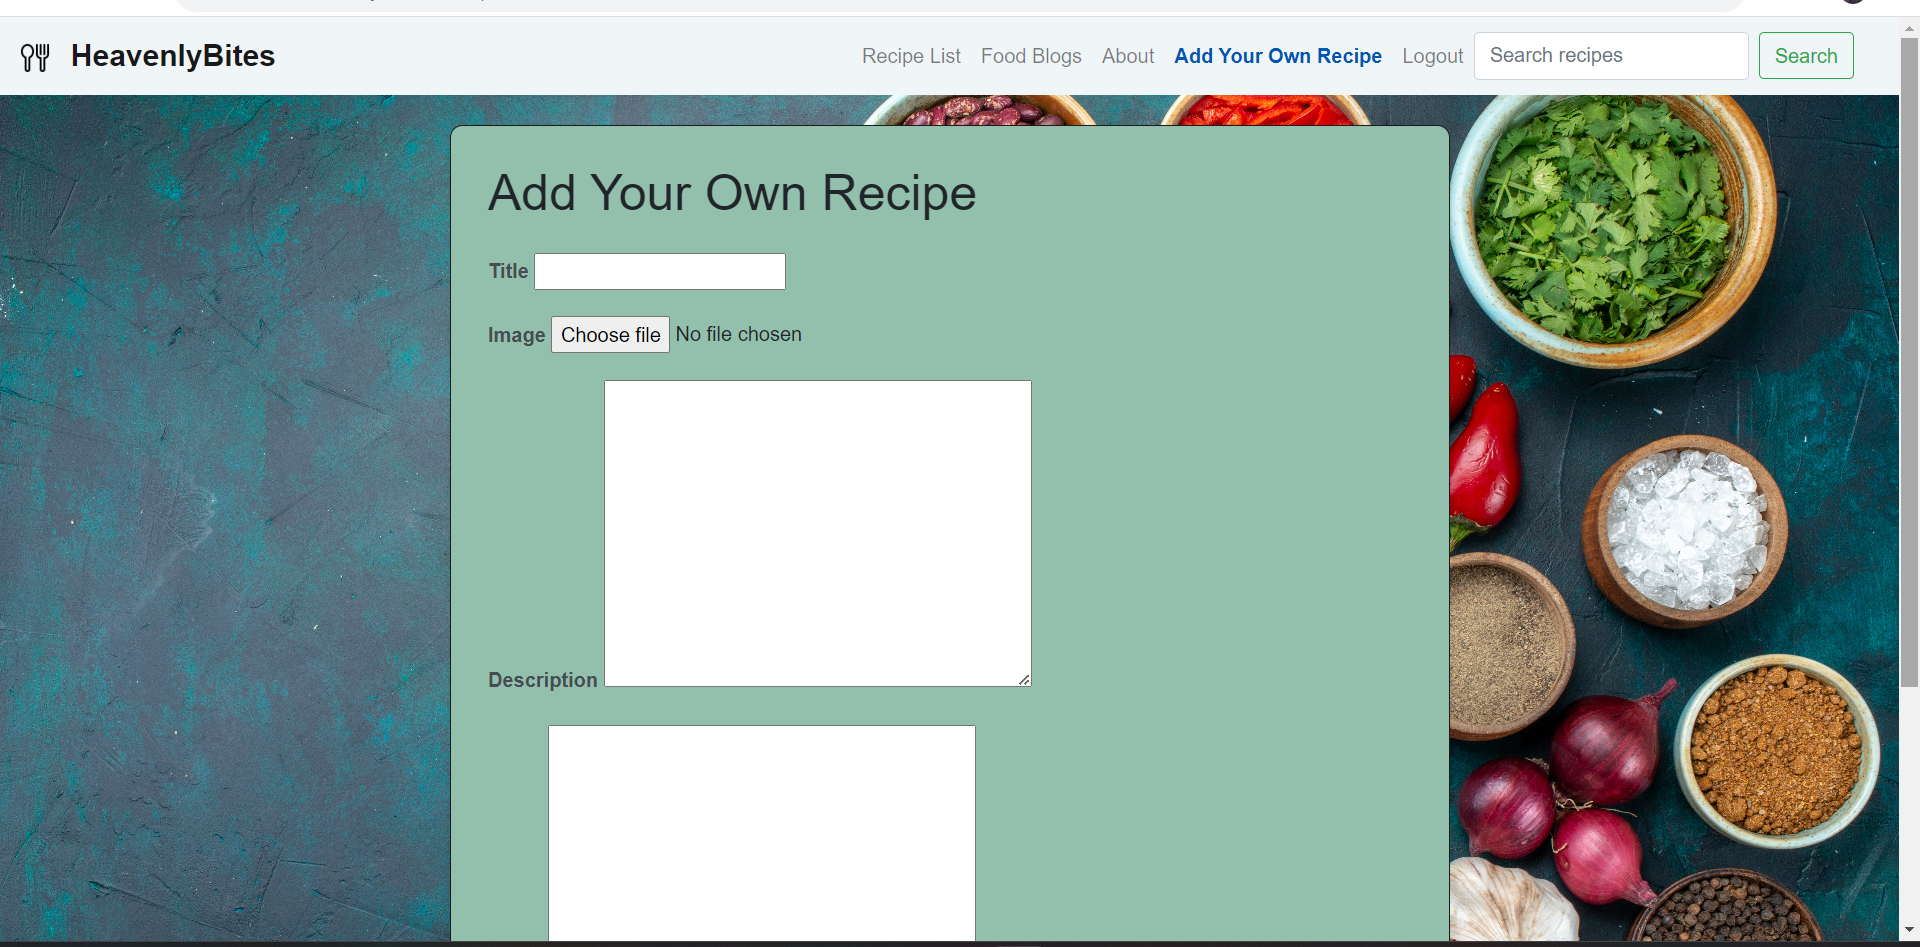 HeavenlyBites
Recipe List Food Blogs About Add Your Own Recipe Logout Search recipes Search
Add Your Own Recipe
Title
Image Choose file No file chosen
Description